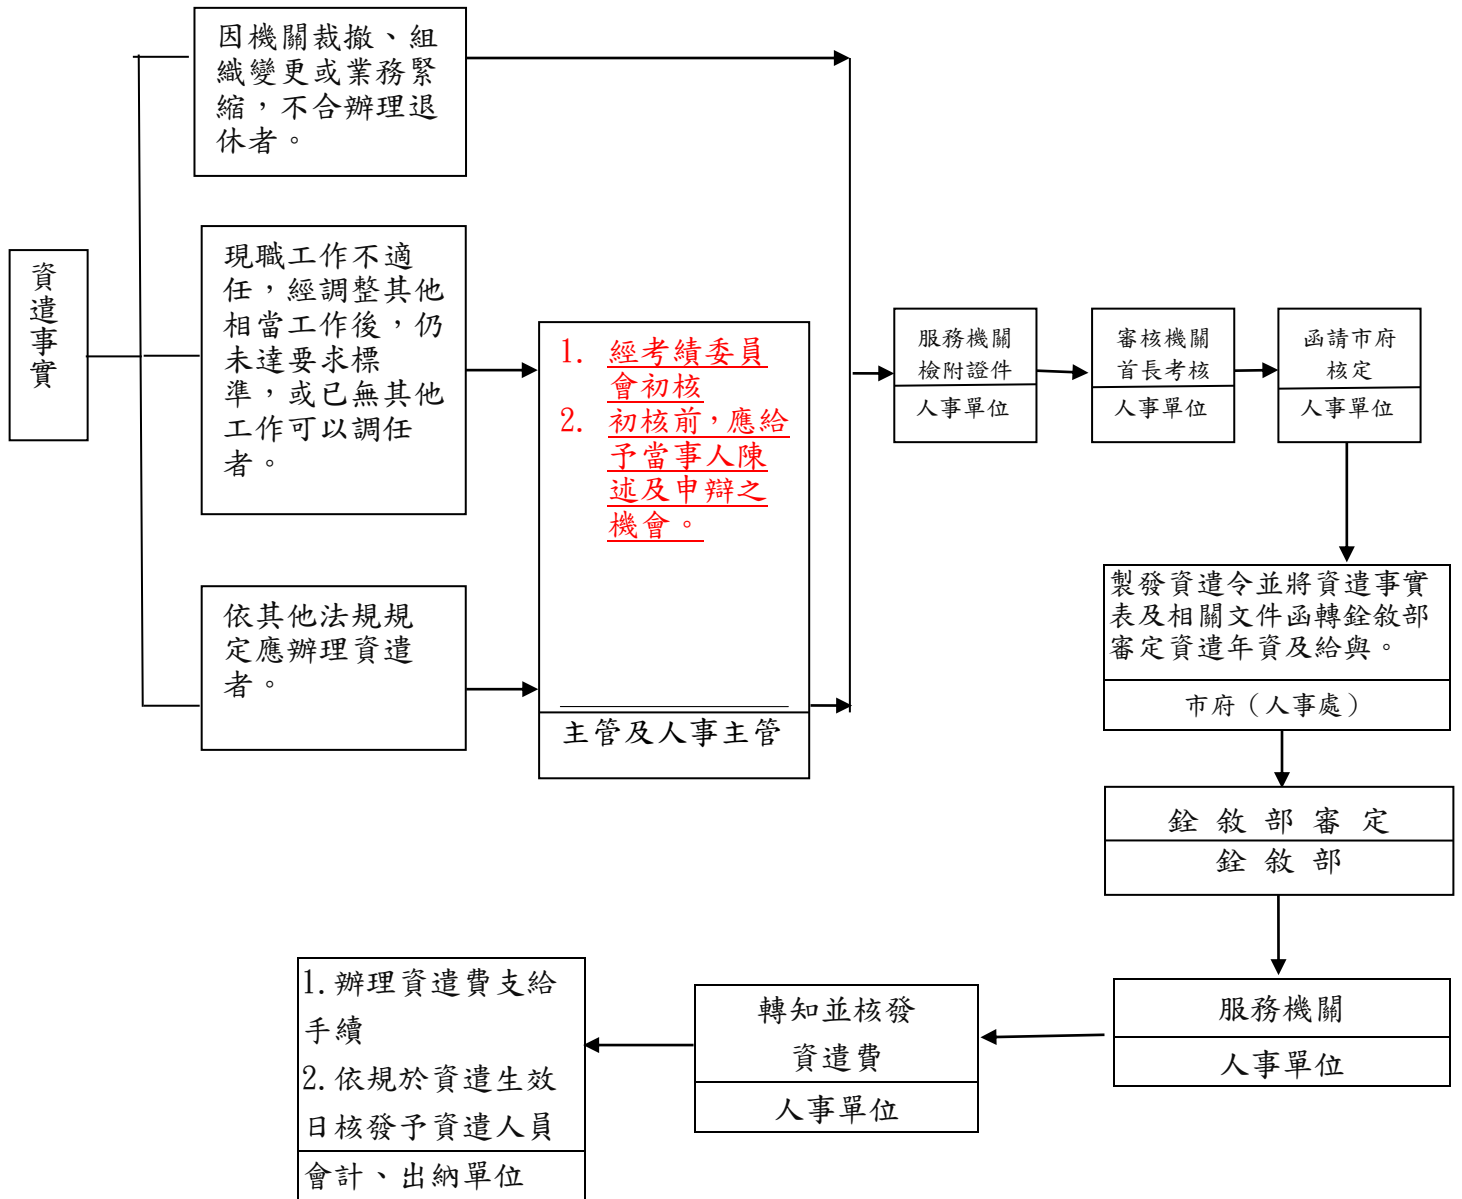 因機關裁撤、組
織變更或業務緊
縮，不合辦理退
休者。
資
遣
事
實
現職工作不適
任，經調整其他
相當工作後，仍
未達要求標
準，或已無其他
工作可以調任
者。
依其他法規規
定應辦理資遣
者。
1. 經考績委員
會初核
2. 初核前，應給
予當事人陳
述及申辯之
機會。
主管及人事主管
服務機關
檢附證件
人事單位
審核機關
首長考核
人事單位
函請市府
核定
人事單位
製發資遣令並將資遣事實
表及相關文件函轉銓敘部
審定資遣年資及給與。
市府（人事處）
銓敘部審定
銓敘部
服務機關
人事單位
轉知並核發
資遣費
人事單位
1.辦理資遣費支給
手續
2.依規於資遣生效
日核發予資遣人員
會計、出納單位